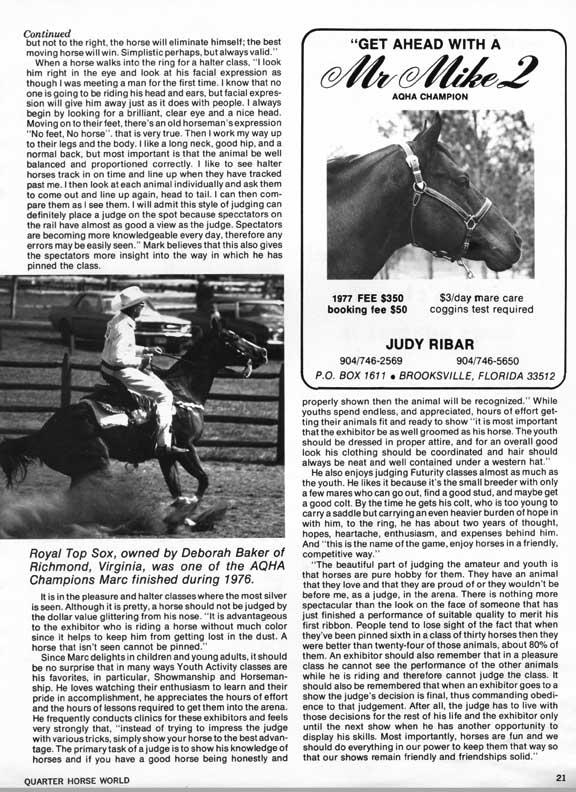 Continued
but not to the right, the horse will eliminate himself; the best
moving horse will win. Simplistic perhaps, but always valid."
When a horse walks into the ring for a halter class, "I look
him right in the eye and look at his facial expression as
though I was meeting a man for the first time. I know that no
one is going to be riding his head and ears, but facial expres-
sion will give him away just as it does with people. I always
begin by looking for a brilliant, clear eye and a nice head.
Moving on to their feet, there's an old horseman's expression
"No feet, No horse". that is very true. Then I work my way up
to their legs and the body. I like a long neck, good hip, and a
normal back, but most important is that the animal be well
balanced and proportioned correctly. I like to see halter
horses track in on time and line up when they have tracked
past me. I then look at each animal individually and ask them
to come out and line up again, head to tail. I can then com-
pare them as I see them. I will admit this style of judging can
definitely place a judge on the spot because specctators on
the rail have almost as good a view as the judge. Spectators
are becoming more knowledgeable every day, therefore any
errors may be easily seen." Mark believes that this also gives
the spectators more insight into the way in which he has
pinned the class.
Royal Top Sox, owned by Deborah Baker of
Richmond, Virginia, was one of the AQHA
Champions Marc finished during 1976.
It is in the pleasure and halter classes where the most silver
is seen. Although it is pretty, a horse should not be judged by
the dollar value glittering from his nose. "It is advantageous
to the exhibitor who is riding a horse without much color
since it helps to keep him from getting lost in the dust. A
horse that isn't seen cannot be pinned."
Since Marc delights in children and young adults, it should
be no surprise that in many ways Youth Activity classes are
his favorites, in particular, Showmanship and Horseman-
ship. He loves watching their enthusiasm to learn and their
pride in accomplishment, he appreciates the hours of effort
and the hours of lessons required to get them into the arena.
He frequently conducts clinics for these exhibitors and feels
very strongly that, "instead of trying to impress the judge
with various tricks, simply show your horse to the best advan-
tage. The primary task of a judge is to show his knowledge of
horses and if you have a good horse being honestly and
"GET AHEAD WITH A
Mr Mike 2
AQHA CHAMPION
1977 FEE $350
booking fee $50
$3/day mare care
coggins test required
JUDY RIBAR
904/746-2569 904/746-5650
P.O. BOX 1611 • BROOKSVILLE, FLORIDA 33512
properly shown then the animal will be recognized." While
youths spend endless, and appreciated, hours of effort get-
ting their animals fit and ready to show "it is most important
that the exhibitor be as well groomed as his horse. The youth
should be dressed in proper attire, and for an overall good
look his clothing should be coordinated and hair should
always be neat and well contained under a western hat."
He also enjoys judging Futurity classes almost as much as
the youth. He likes it because it's the small breeder with only
a few mares who can go out, find a good stud, and maybe get
a good colt. By the time he gets his colt, who is too young to
carry a saddle but carrying an even heavier burden of hope in
with him, to the ring, he has about two years of thought,
hopes, heartache, enthusiasm, and expenses behind him.
And "this is the name of the game, enjoy horses in a friendly,
competitive way."
"The beautiful part of judging the amateur and youth is
that horses are pure hobby for them. They have an animal
that they love and that they are proud of or they wouldn't be
before me, as a judge, in the arena. There is nothing more
spectacular than the look on the face of someone that has
just finished a performance of suitable quality to merit his
first ribbon. People tend to lose sight of the fact that when
they've been pinned sixth in a class of thirty horses then they
were better than twenty-four of those animals, about 80% of
them. An exhibitor should also remember that in a pleasure
class he cannot see the performance of the other animals
while he is riding and therefore cannot judge the class. It
should also be remembered that when an exhibitor goes to a
show the judge's decision is final, thus commanding obedi-
ence to that judgement. After all, the judge has to live with
those decisions for the rest of his life and the exhibitor only
until the next show when he has another opportunity to
display his skills. Most importantly, horses are fun and we
should do everything in our power to keep them that way so
that our shows remain friendly and friendships solid."
QUARTER HORSE WORLD
21